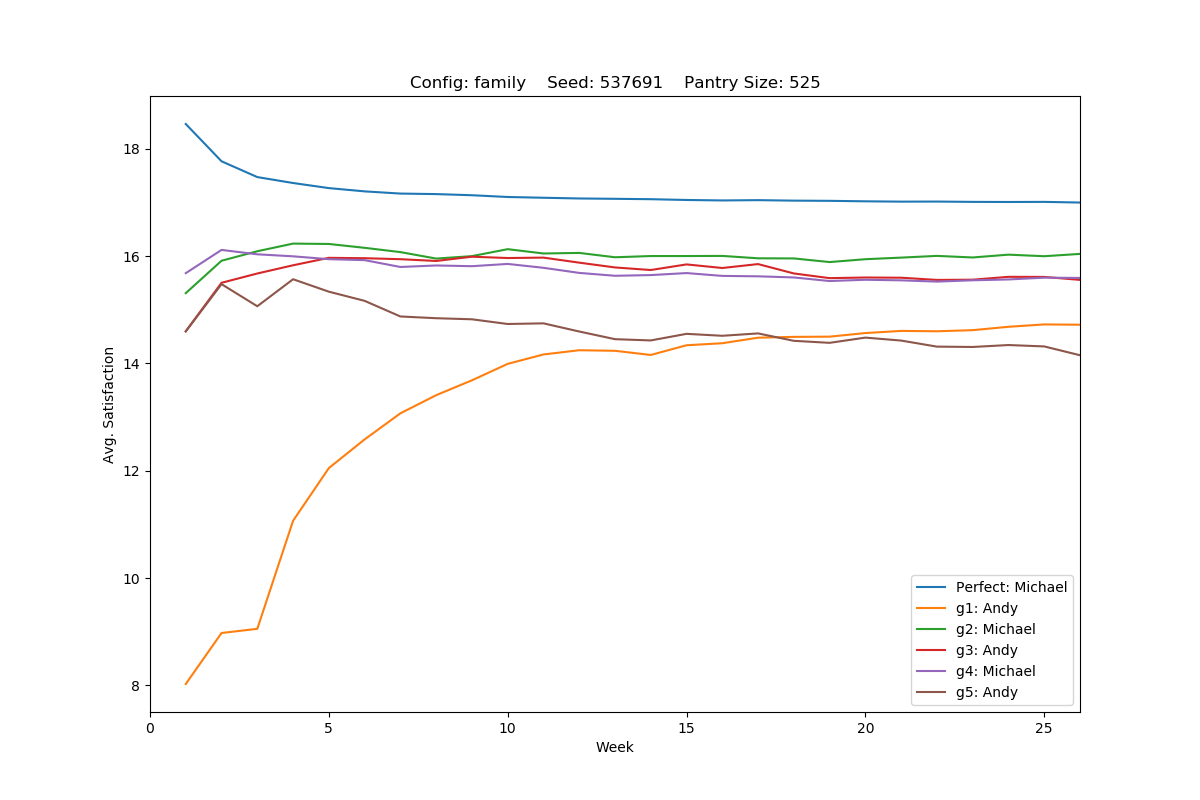 Config: family    Seed: 537691    Pantry Size: 525
Avg. Satisfaction
18
16
14
12
10
8
0 5 10 15 20 25
Week
Perfect: Michael
g1: Andy
g2: Michael
g3: Andy
g4: Michael
g5: Andy